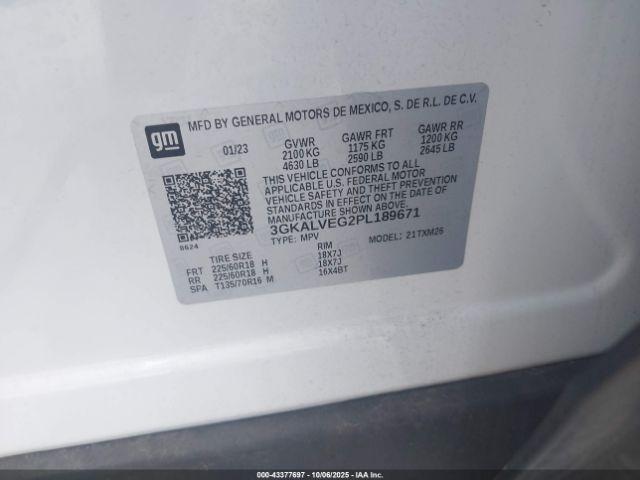 gm
MFD BY GENERAL MOTORS DE MEXICO, S. DE R.L. DE C.V.
01/23 GVWR GAWR FRT GAWR RR
2100 KG 1175 KG 1200 KG
4630 LB 2590 LB 2645 LB
THIS VEHICLE CONFORMS TO ALL
APPLICABLE U.S. FEDERAL MOTOR
VEHICLE SAFETY AND THEFT PREVENTION
STANDARDS IN EFFECT ON THE DATE OF
MANUFACTURE SHOWN ABOVE.
3GKALVEG2PL189671
TYPE: MPV MODEL: 21TXM26
8624
TIRE SIZE RIM
FRT 225/60R18 H 18X7J
RR 225/60R18 H 18X7J
SPA T135/70R16 M 16X4BT
IAA 43377697 - 10/06/2025 - IAAI.COM